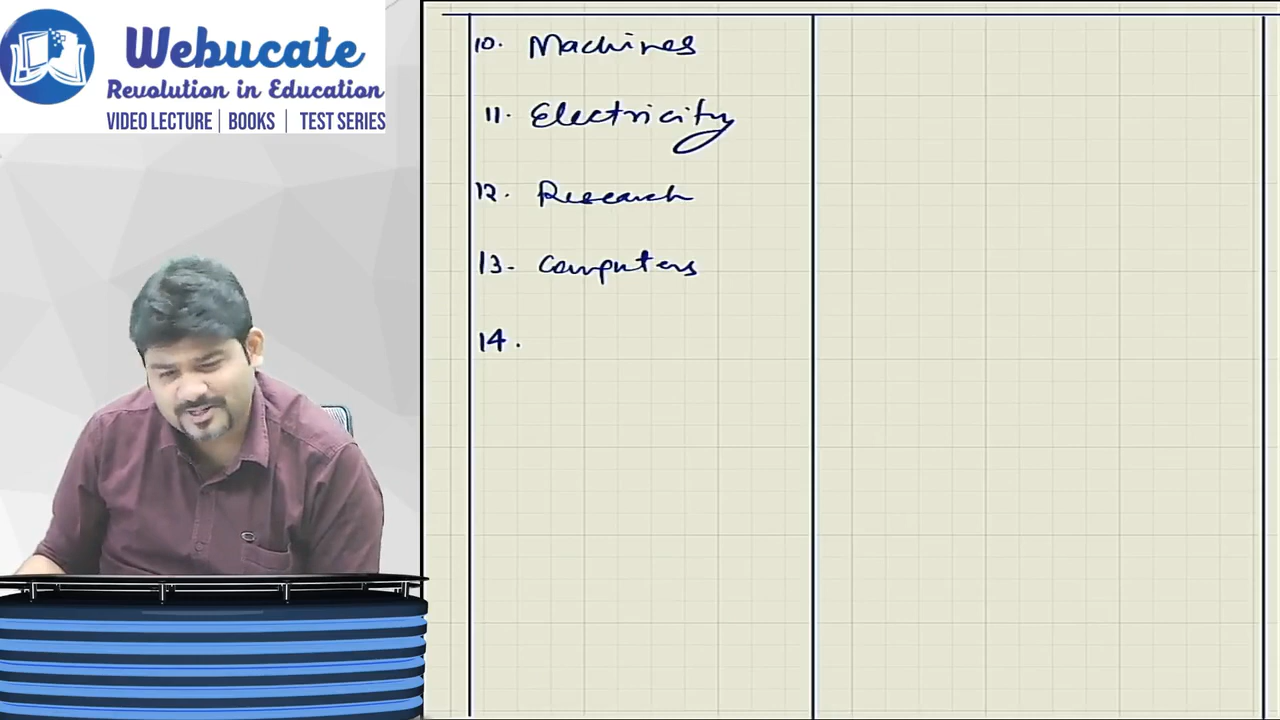 Webucate
Revolution in Education
VIDEO LECTURE | BOOKS | TEST SERIES
10. Machines
11. Electricity
12. Research
13. Computers
14.